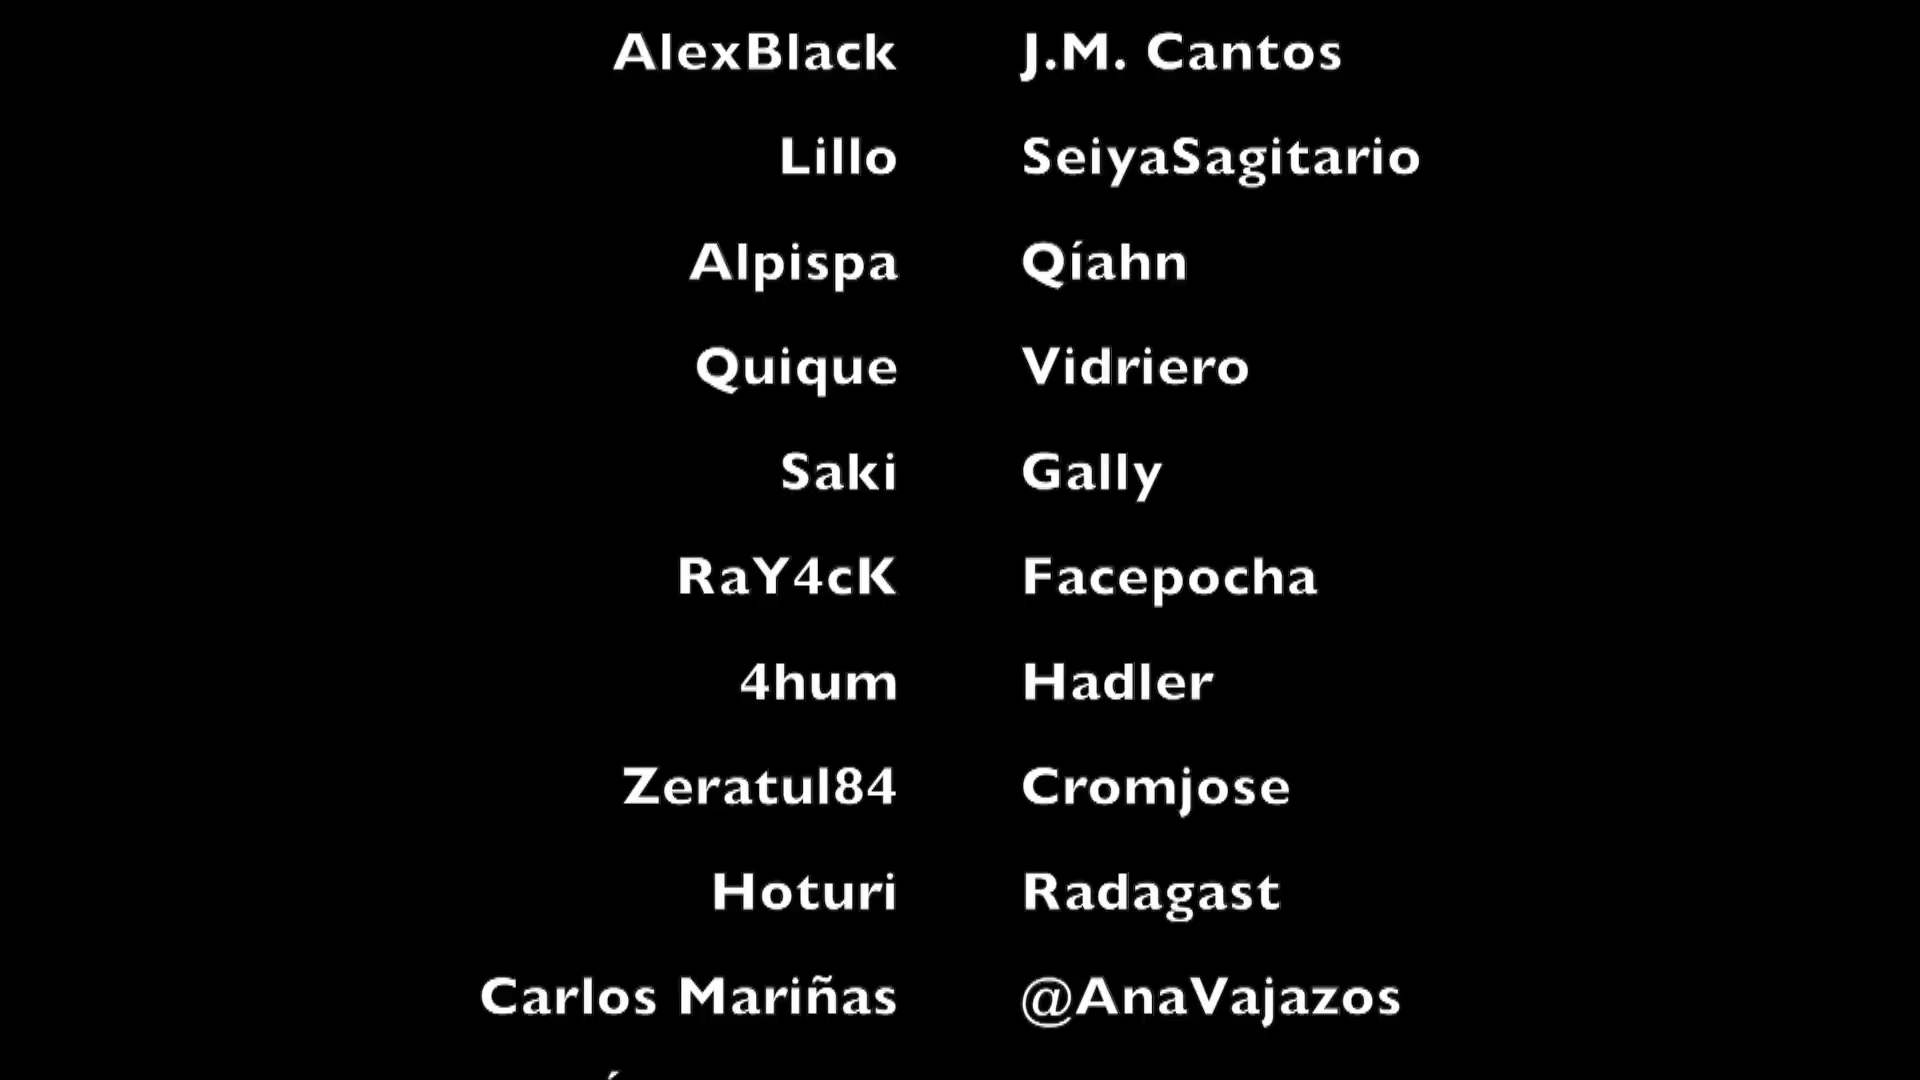 AlexBlack J.M. Cantos
Lillo SeiyaSagitario
Alpispa Qíahn
Quique Vidriero
Saki Gally
RaY4cK Facepocha
4hum Hadler
Zeratul84 Cromjose
Hoturi Radagast
Carlos Mariñas @AnaVajazos